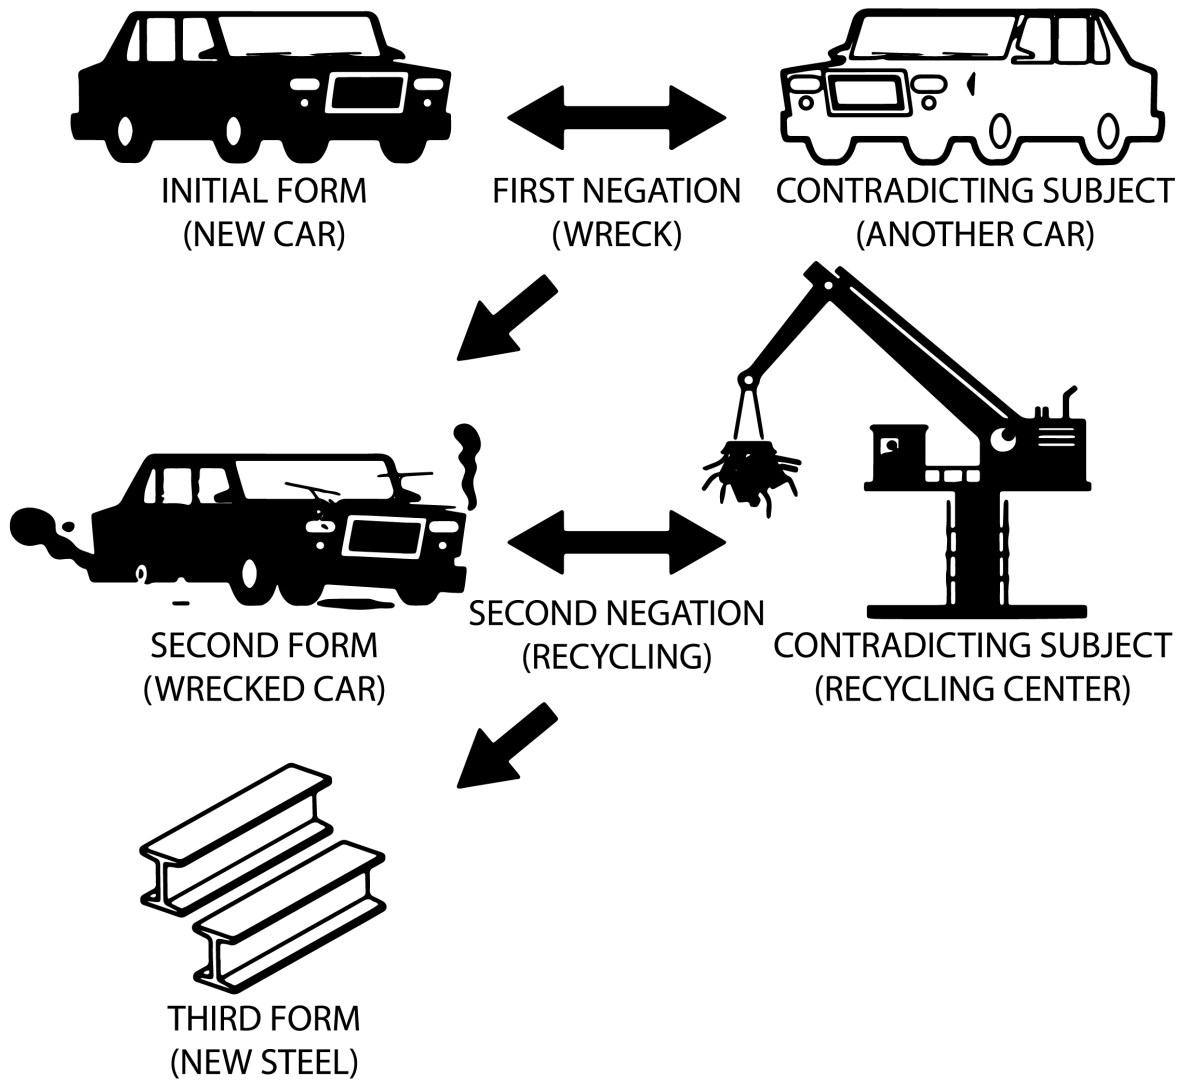 INITIAL FORM
(NEW CAR)
FIRST NEGATION
(WRECK)
CONTRADICTING SUBJECT
(ANOTHER CAR)
SECOND FORM
(WRECKED CAR)
SECOND NEGATION
(RECYCLING)
CONTRADICTING SUBJECT
(RECYCLING CENTER)
THIRD FORM
(NEW STEEL)